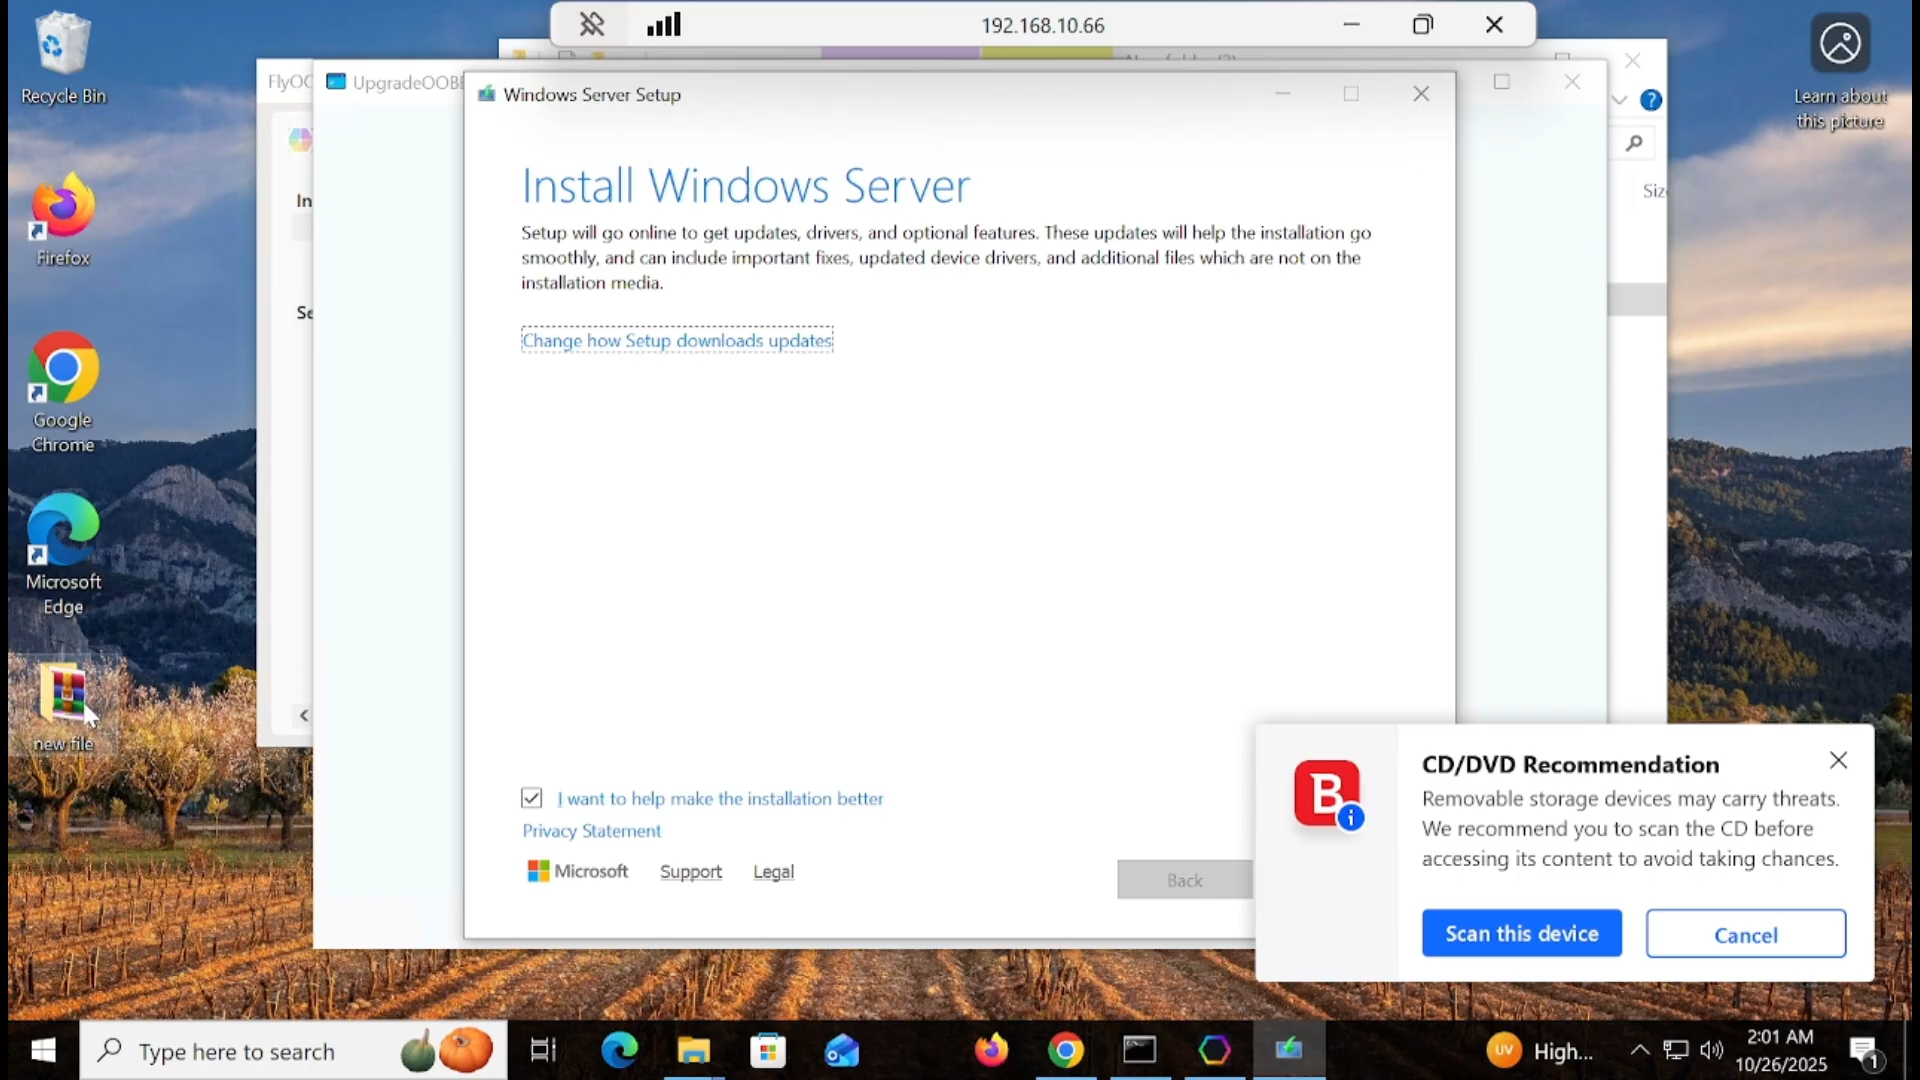 192.168.10.66
Recycle Bin
Learn about
this picture
FlyOC
UpgradeOOB
Windows Server Setup
?
Siz
Install Windows Server
In
Firefox
Setup will go online to get updates, drivers, and optional features. These updates will help the installation go
smoothly, and can include important fixes, updated device drivers, and additional files which are not on the
installation media.
Se
Change how Setup downloads updates
Google
Chrome
Microsoft
Edge
new file
I want to help make the installation better
Privacy Statement
Microsoft
Support
Legal
Back
B
i
CD/DVD Recommendation
Removable storage devices may carry threats.
We recommend you to scan the CD before
accessing its content to avoid taking chances.
Scan this device
Cancel
Type here to search
UV
High...
2:01 AM
10/26/2025
1